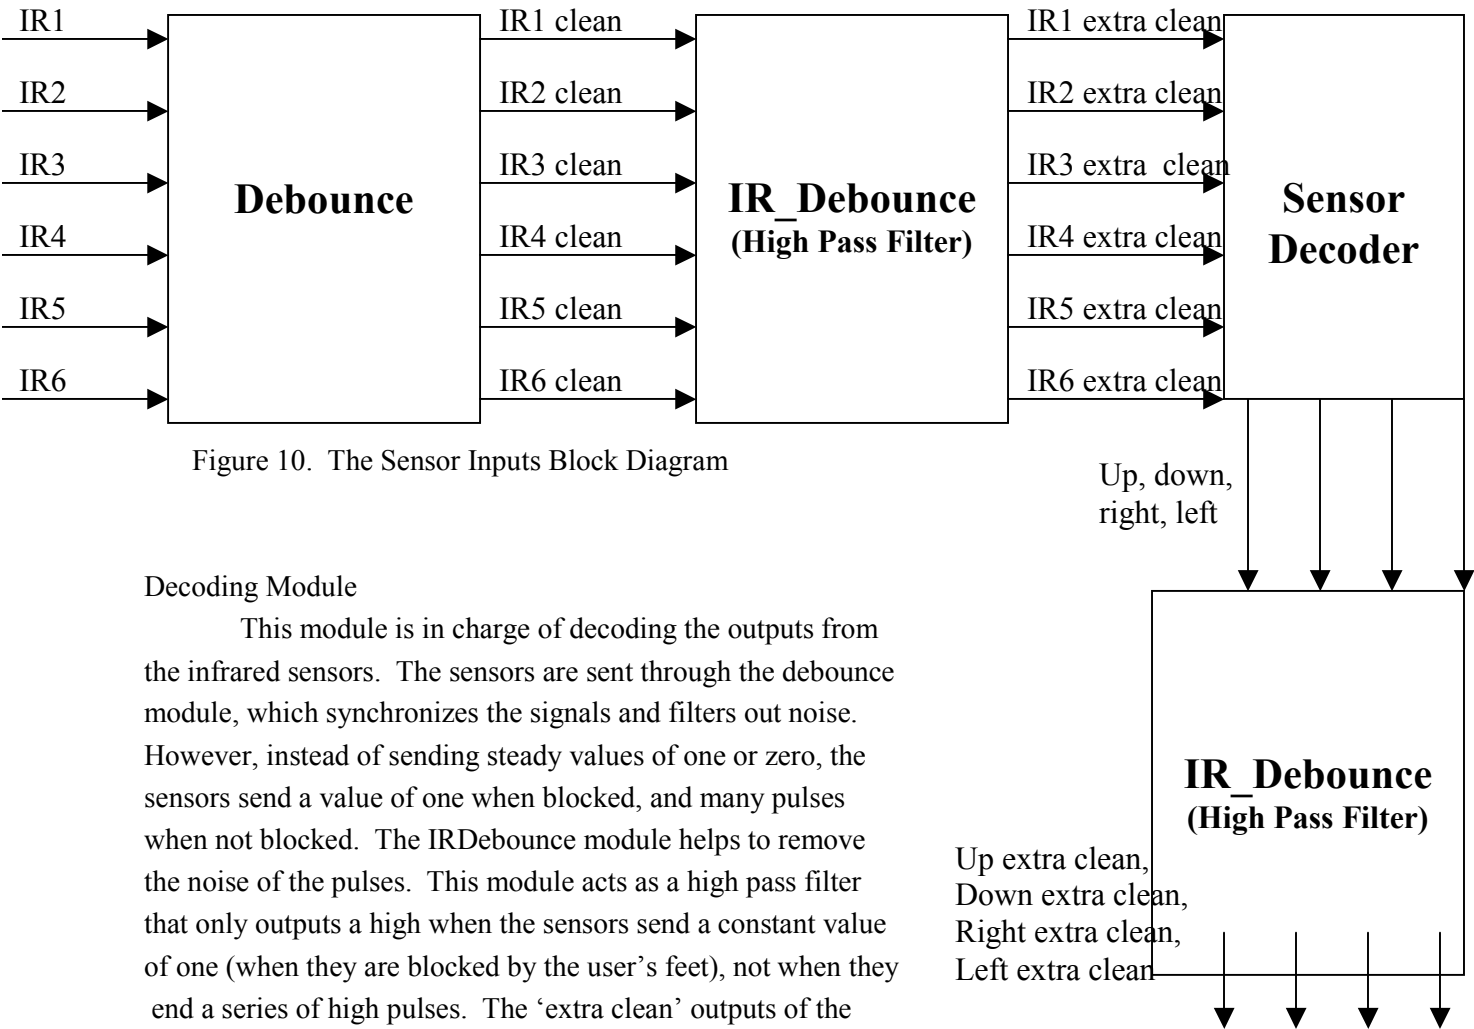 IR1
IR2
IR3
IR4
IR5
IR6
Debounce
IR1 clean
IR2 clean
IR3 clean
IR4 clean
IR5 clean
IR6 clean
IR_Debounce
(High Pass Filter)
IR1 extra clean
IR2 extra clean
IR3 extra  clean
IR4 extra clean
IR5 extra clean
IR6 extra clean
Sensor
Decoder
Figure 10.  The Sensor Inputs Block Diagram
Up, down,
right, left
Decoding Module
This module is in charge of decoding the outputs from
the infrared sensors.  The sensors are sent through the debounce
module, which synchronizes the signals and filters out noise.
However, instead of sending steady values of one or zero, the
sensors send a value of one when blocked, and many pulses
when not blocked.  The IRDebounce module helps to remove
the noise of the pulses.  This module acts as a high pass filter
that only outputs a high when the sensors send a constant value
of one (when they are blocked by the user’s feet), not when they
end a series of high pulses.  The ‘extra clean’ outputs of the
IR_Debounce
(High Pass Filter)
Up extra clean,
Down extra clean,
Right extra clean,
Left extra clean